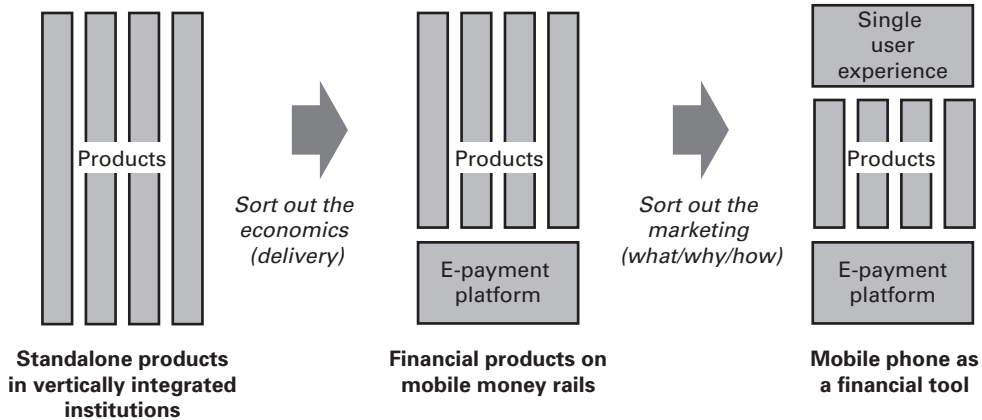 Products
Standalone products
in vertically integrated
institutions
Sort out the
economics
(delivery)
Products
E-payment
platform
Financial products on
mobile money rails
Sort out the
marketing
(what/why/how)
Single
user
experience
Products
E-payment
platform
Mobile phone as
a financial tool